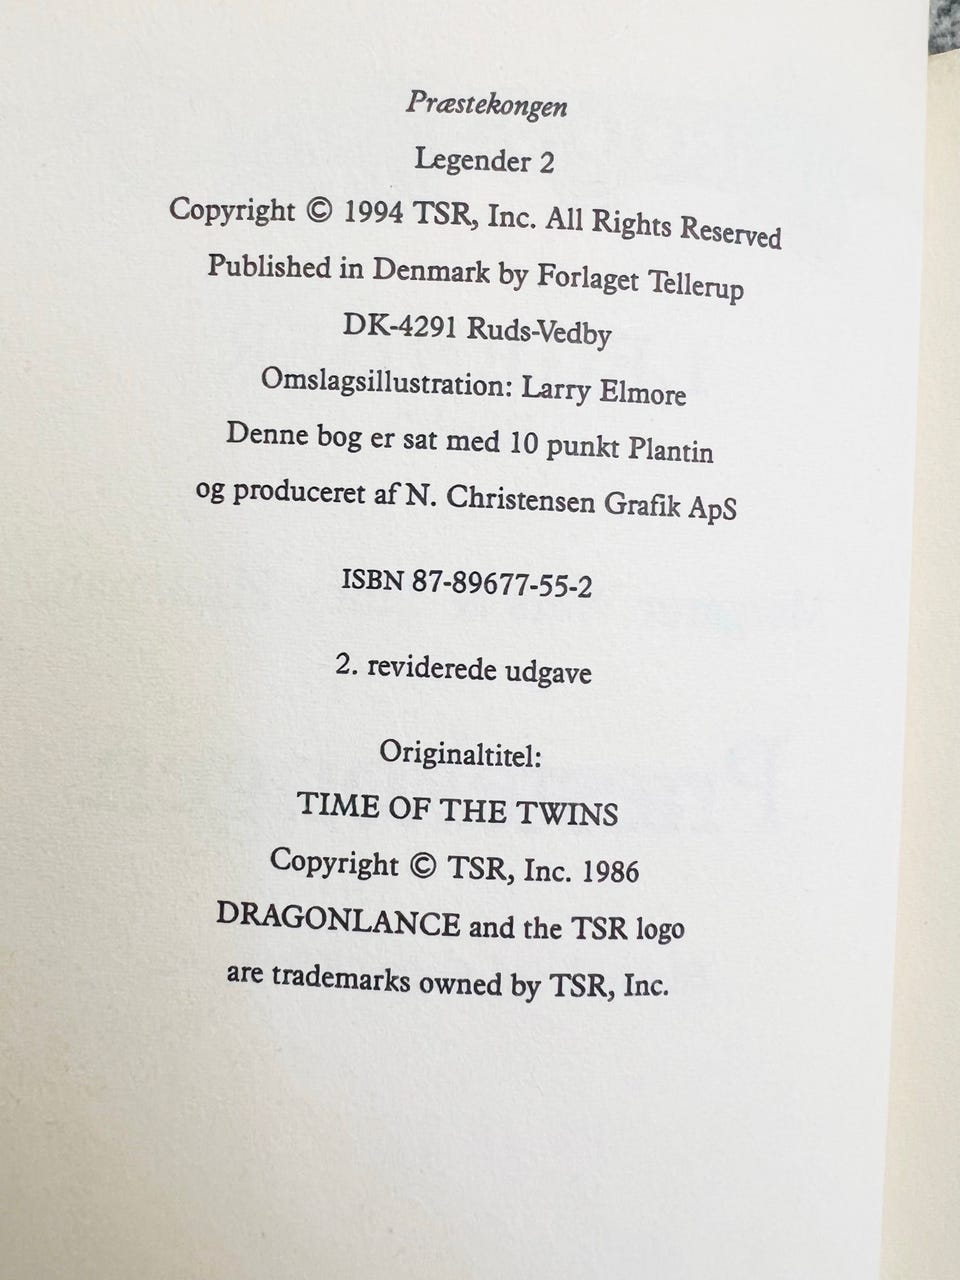 Præstekongen
Legender 2
Copyright © 1994 TSR, Inc. All Rights Reserved
Published in Denmark by Forlaget Tellerup
DK-4291 Ruds-Vedby
Omslagsillustration: Larry Elmore
Denne bog er sat med 10 punkt Plantin
og produceret af N. Christensen Grafik ApS
ISBN 87-89677-55-2
2. reviderede udgave
Originaltitel:
TIME OF THE TWINS
Copyright © TSR, Inc. 1986
DRAGONLANCE and the TSR logo
are trademarks owned by TSR, Inc.